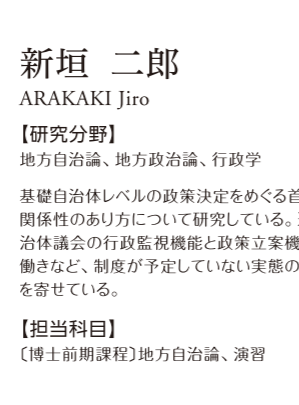 新垣 二郎
ARAKAKI Jiro
【研究分野】
地方自治論、地方政治論、行政学
基礎自治体レベルの政策決定をめぐる首
関係性のあり方について研究している。
治体議会の行政監視機能と政策立案機
働きなど、制度が予定していない実態の
を寄せている。
【担当科目】
〔博士前期課程〕地方自治論、演習